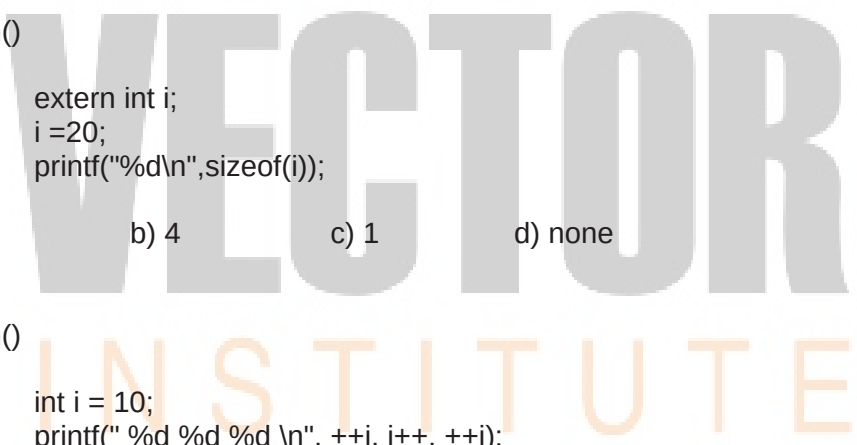 VECTOR
INSTITUTE
()
extern int i;
i =20;
printf("%d\n",sizeof(i));
b) 4 c) 1 d) none
()
int i = 10;
printf(" %d %d %d \n", ++i, i++, ++i);